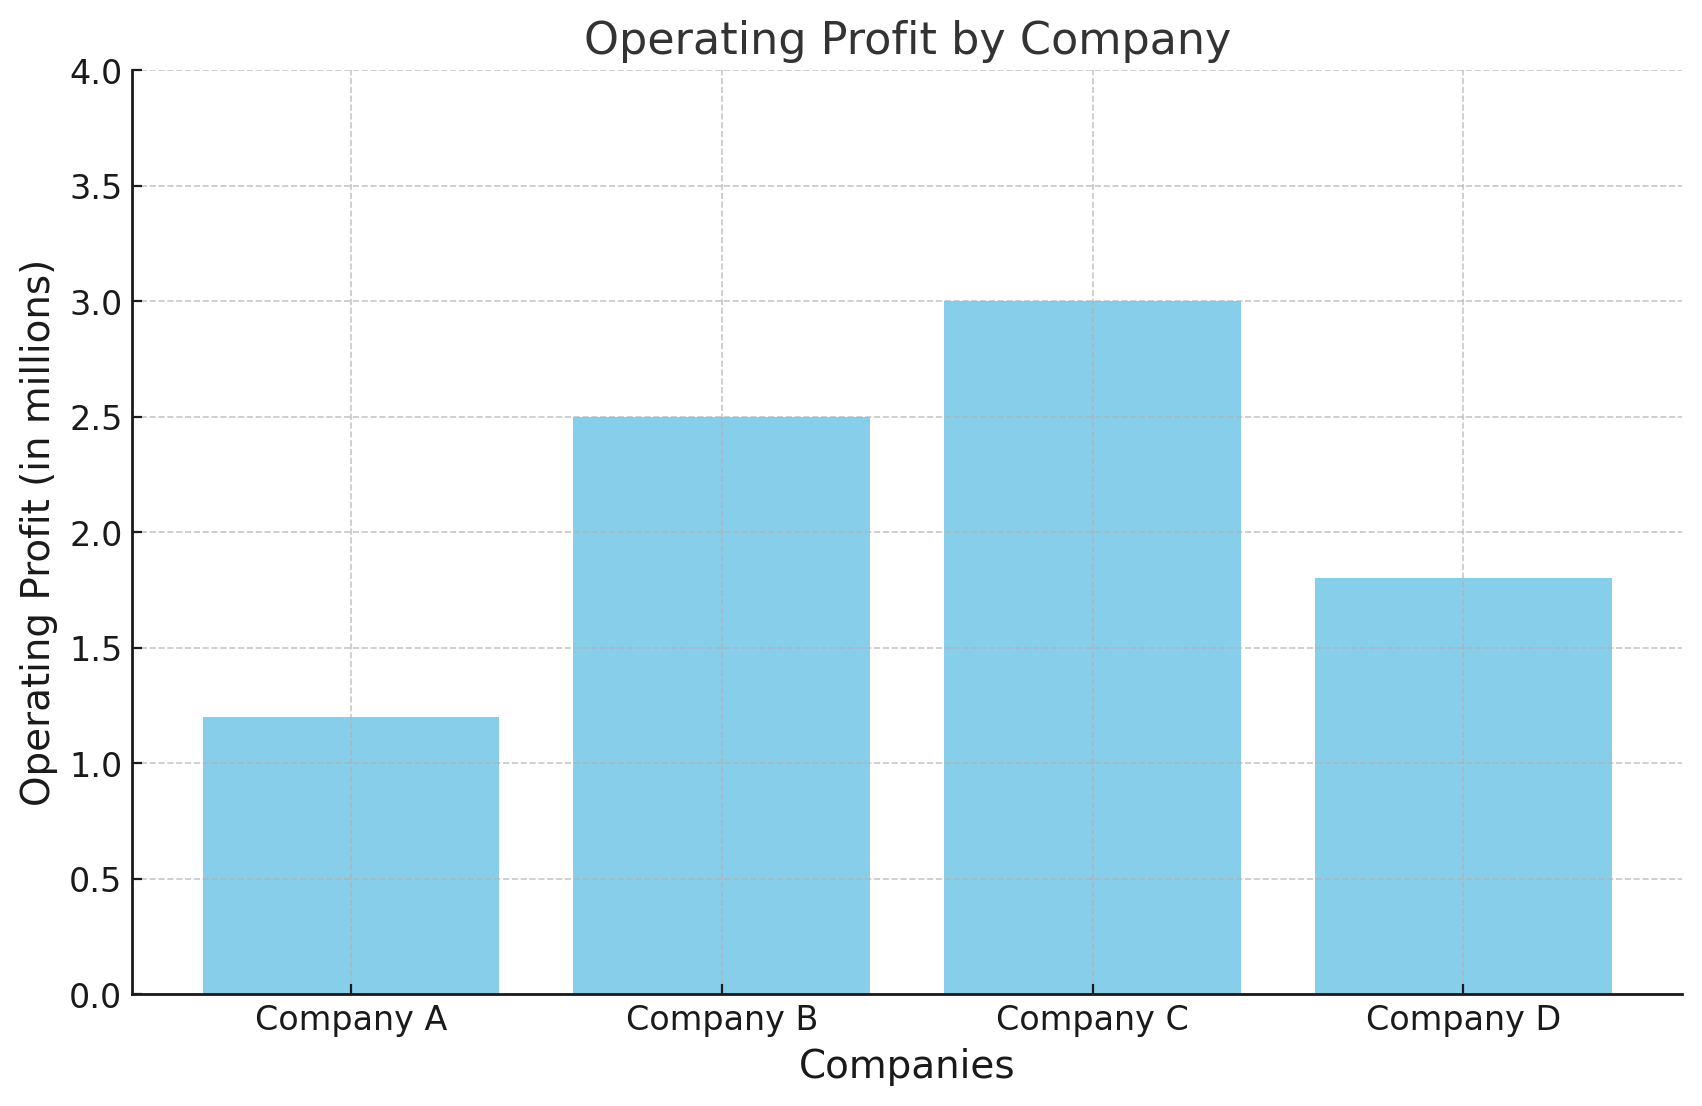 Operating Profit by Company
Operating Profit (in millions)
4.0
3.5
3.0
2.5
2.0
1.5
1.0
0.5
0.0
Company A
Company B
Company C
Company D
Companies